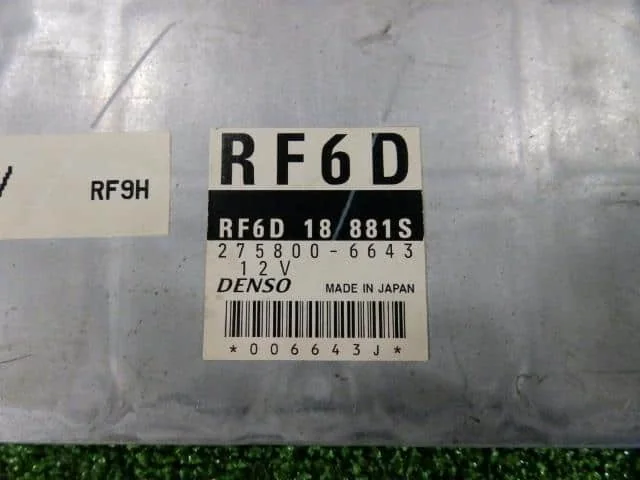 RF9H
RF6D
RF6D 18 881S
275800-6643
12V
DENSO MADE IN JAPAN
*006643J*